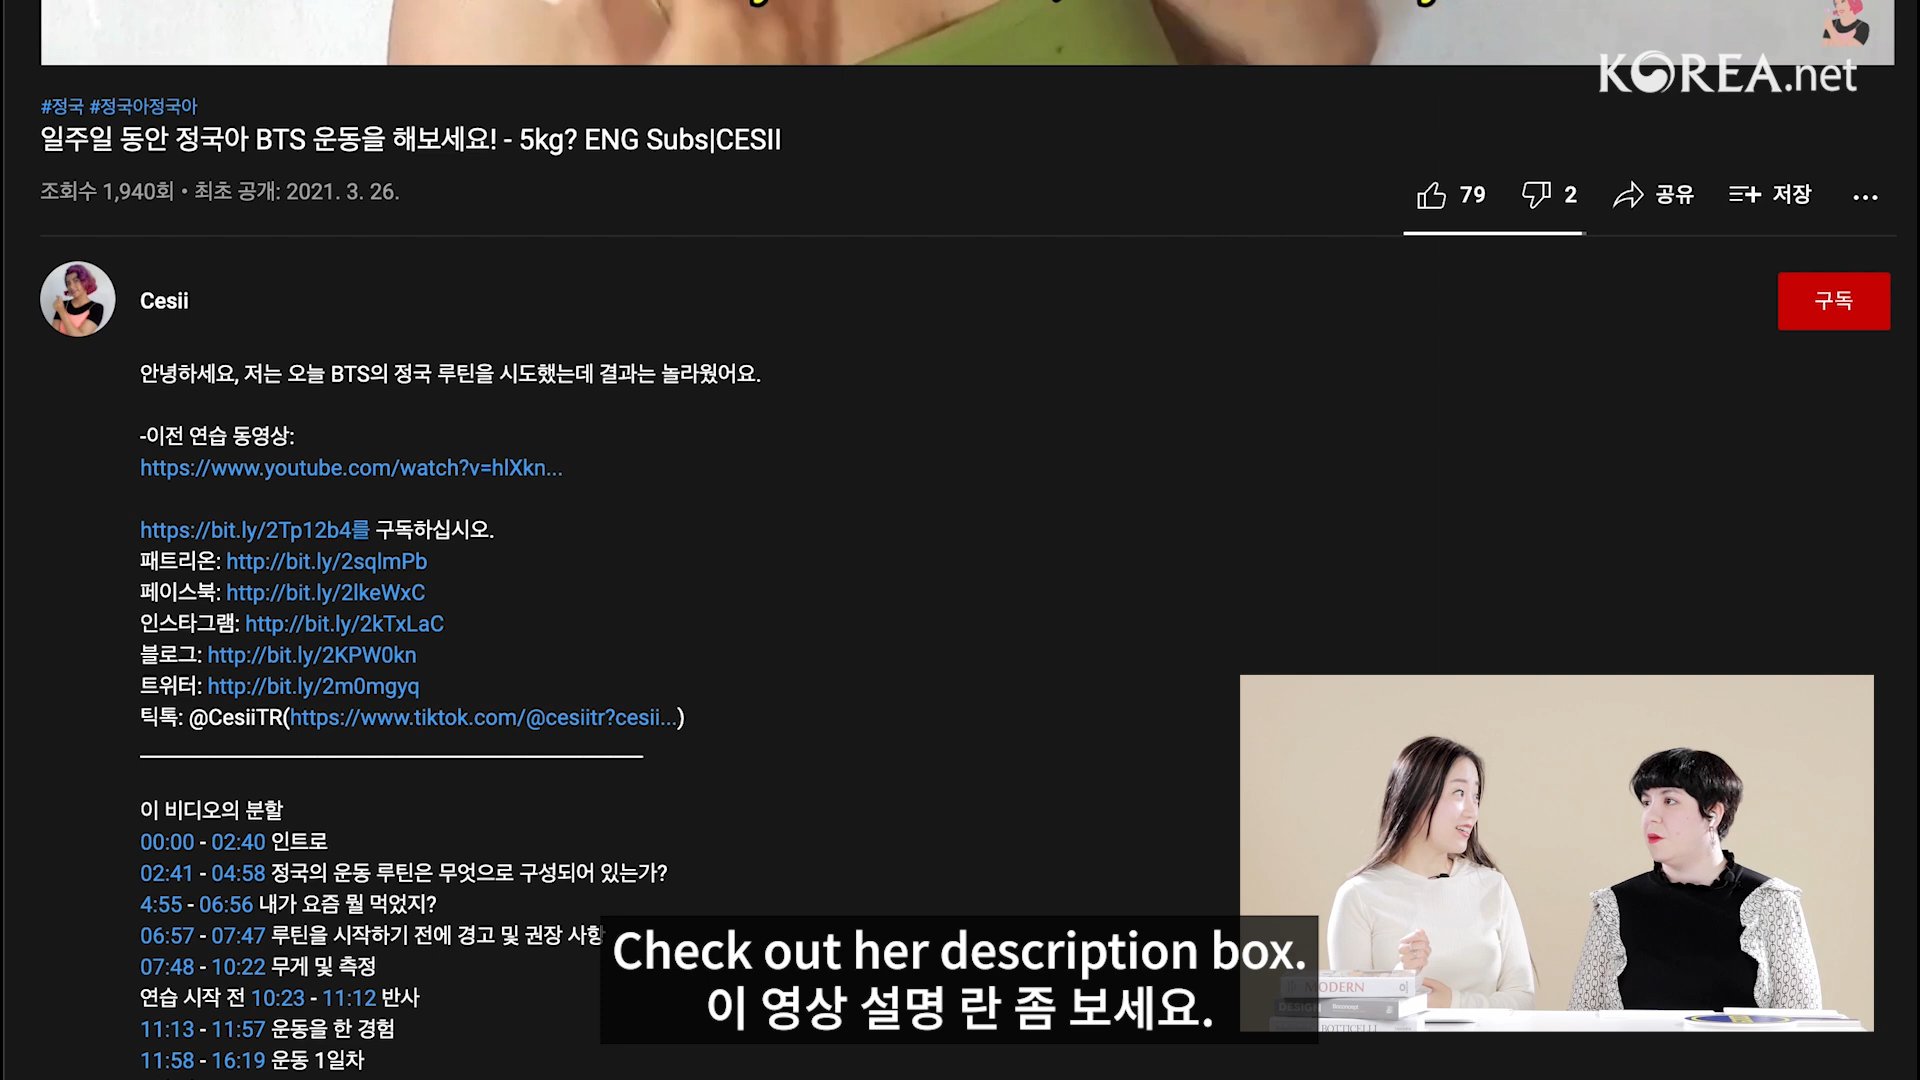 KOREA.net
#정국 #정국아정국아
일주일 동안 정국아 BTS 운동을 해보세요! - 5kg? ENG Subs|CESII
조회수 1,940회 • 최초 공개: 2021. 3. 26.
79 2 공유 저장 ...
Cesii
구독
안녕하세요, 저는 오늘 BTS의 정국 루틴을 시도했는데 결과는 놀라웠어요.
-이전 연습 동영상:
https://www.youtube.com/watch?v=hlXkn...
https://bit.ly/2Tp12b4를 구독하십시오.
패트리온: http://bit.ly/2sqlmPb
페이스북: http://bit.ly/2lkeWxC
인스타그램: http://bit.ly/2kTxLaC
블로그: http://bit.ly/2KPW0kn
트위터: http://bit.ly/2m0mgyq
틱톡: @CesiiTR(https://www.tiktok.com/@cesiitr?cesii...)
이 비디오의 분할
00:00 - 02:40 인트로
02:41 - 04:58 정국의 운동 루틴은 무엇으로 구성되어 있는가?
4:55 - 06:56 내가 요즘 뭘 먹었지?
06:57 - 07:47 루틴을 시작하기 전에 경고 및 권장 사항
07:48 - 10:22 무게 및 측정
연습 시작 전 10:23 - 11:12 반사
11:13 - 11:57 운동을 한 경험
11:58 - 16:19 운동 1일차
Check out her description box.
이 영상 설명 란 좀 보세요.
MODERN
DESIGN
BOTTICELLI